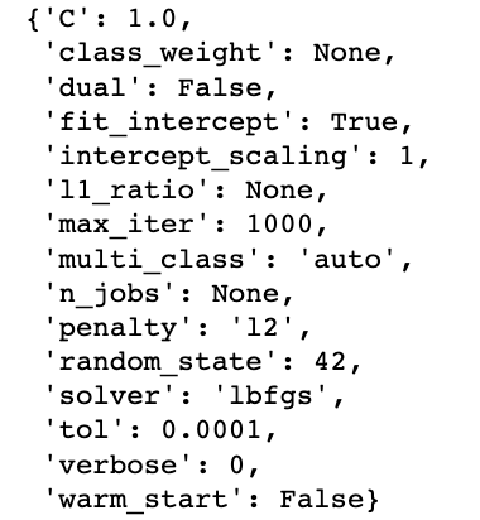 {'C': 1.0,
'class_weight': None,
'dual': False,
'fit_intercept': True,
'intercept_scaling': 1,
'l1_ratio': None,
'max_iter': 1000,
'multi_class': 'auto',
'n_jobs': None,
'penalty': 'l2',
'random_state': 42,
'solver': 'lbfgs',
'tol': 0.0001,
'verbose': 0,
'warm_start': False}